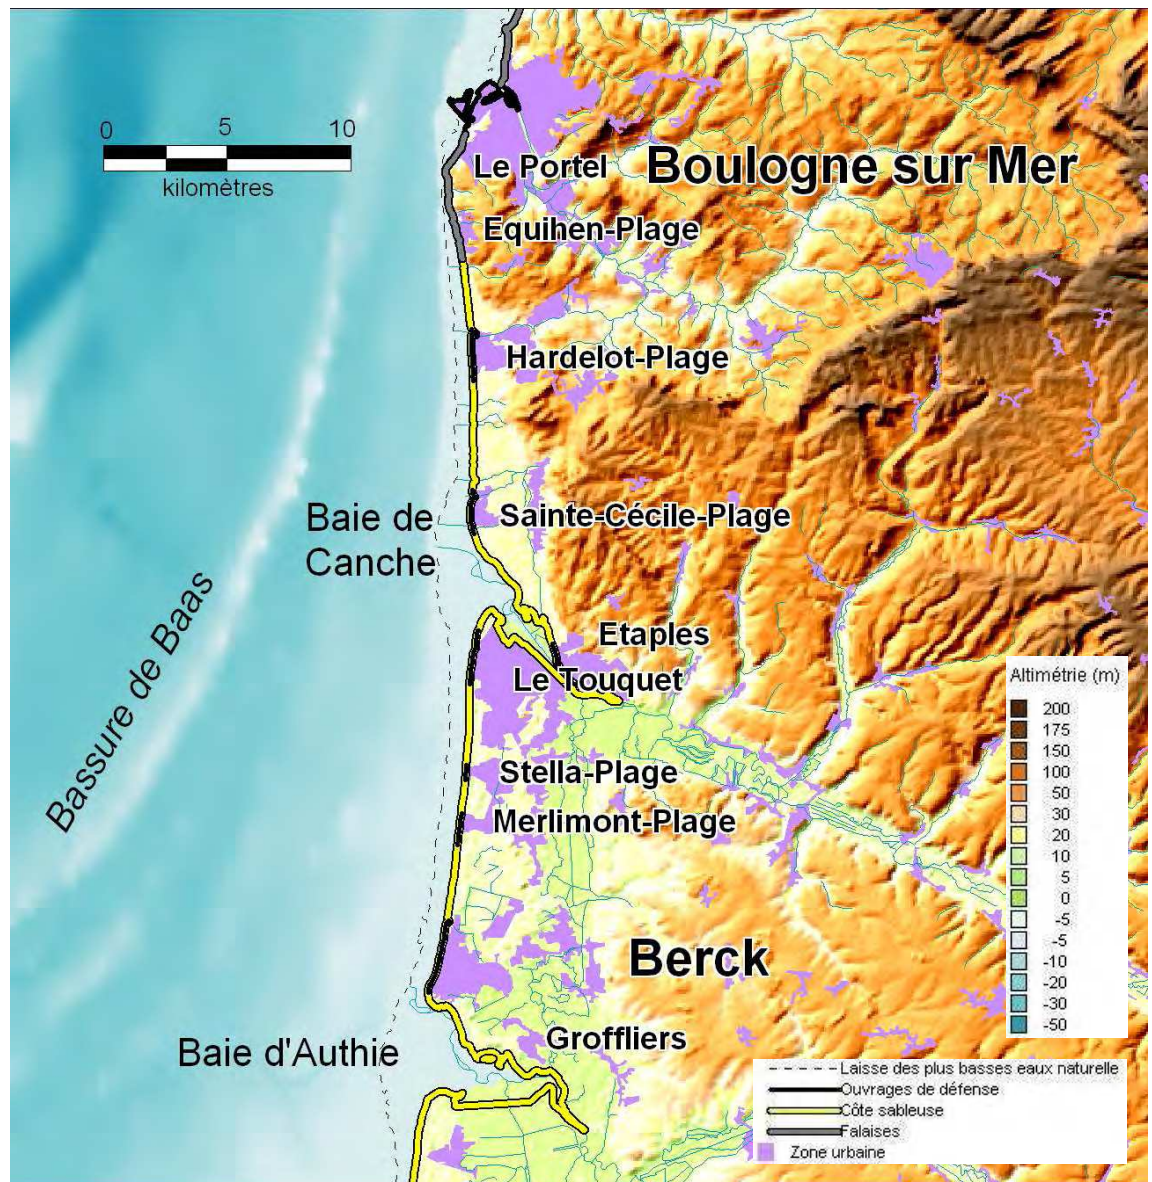 0 5 10
kilomètres
Le Portel
Boulogne sur Mer
Equihen-Plage
Hardelot-Plage
Baie de
Canche
Sainte-Cécile-Plage
Bassure de Baas
Etaples
Le Touquet
Stella-Plage
Merlimont-Plage
Berck
Baie d'Authie
Groffliers
Altimétrie (m)
200
175
150
100
50
30
20
10
5
0
-5
-5
-10
-20
-30
-50
Laisse des plus basses eaux naturelle
Ouvrages de défense
Côte sableuse
Falaises
Zone urbaine